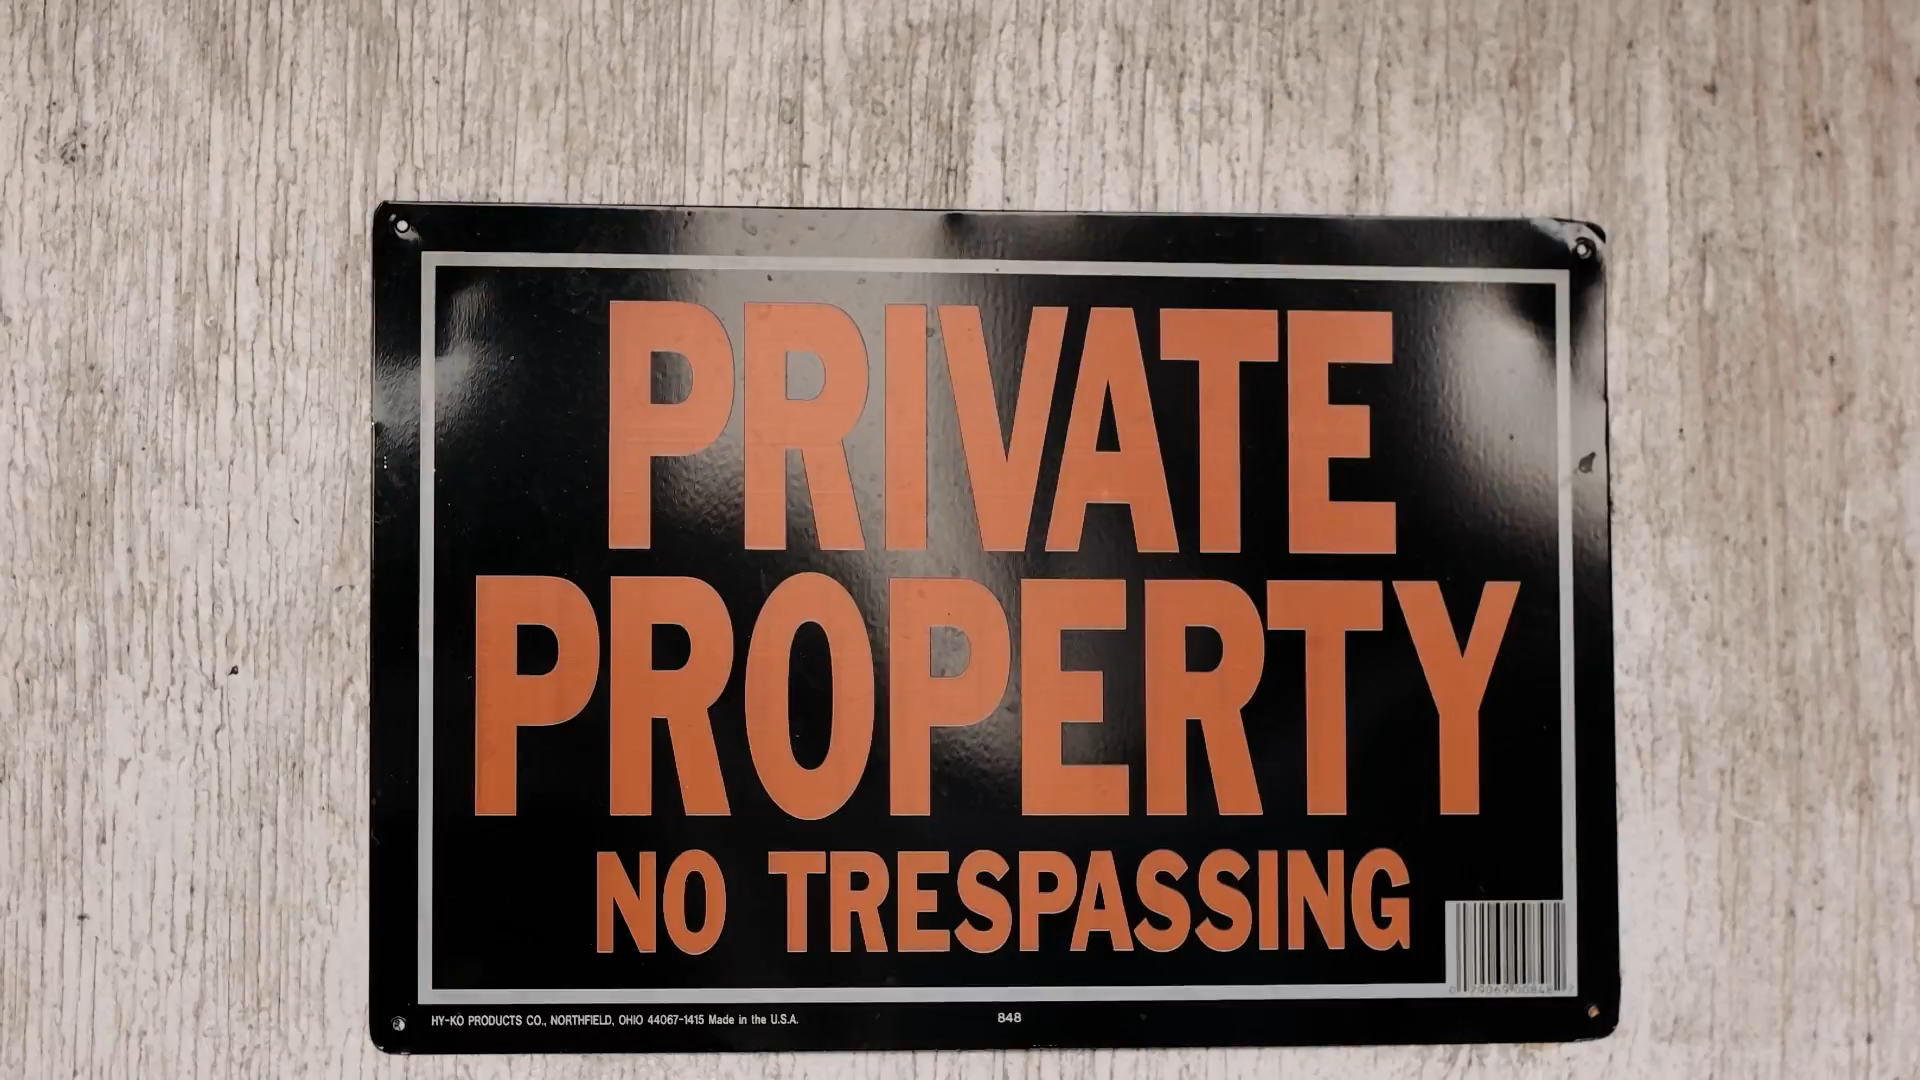 PRIVATE
PROPERTY
NO TRESPASSING
HY-KO PRODUCTS CO., NORTHFIELD, OHIO 44067-1415 Made in the U.S.A.
848